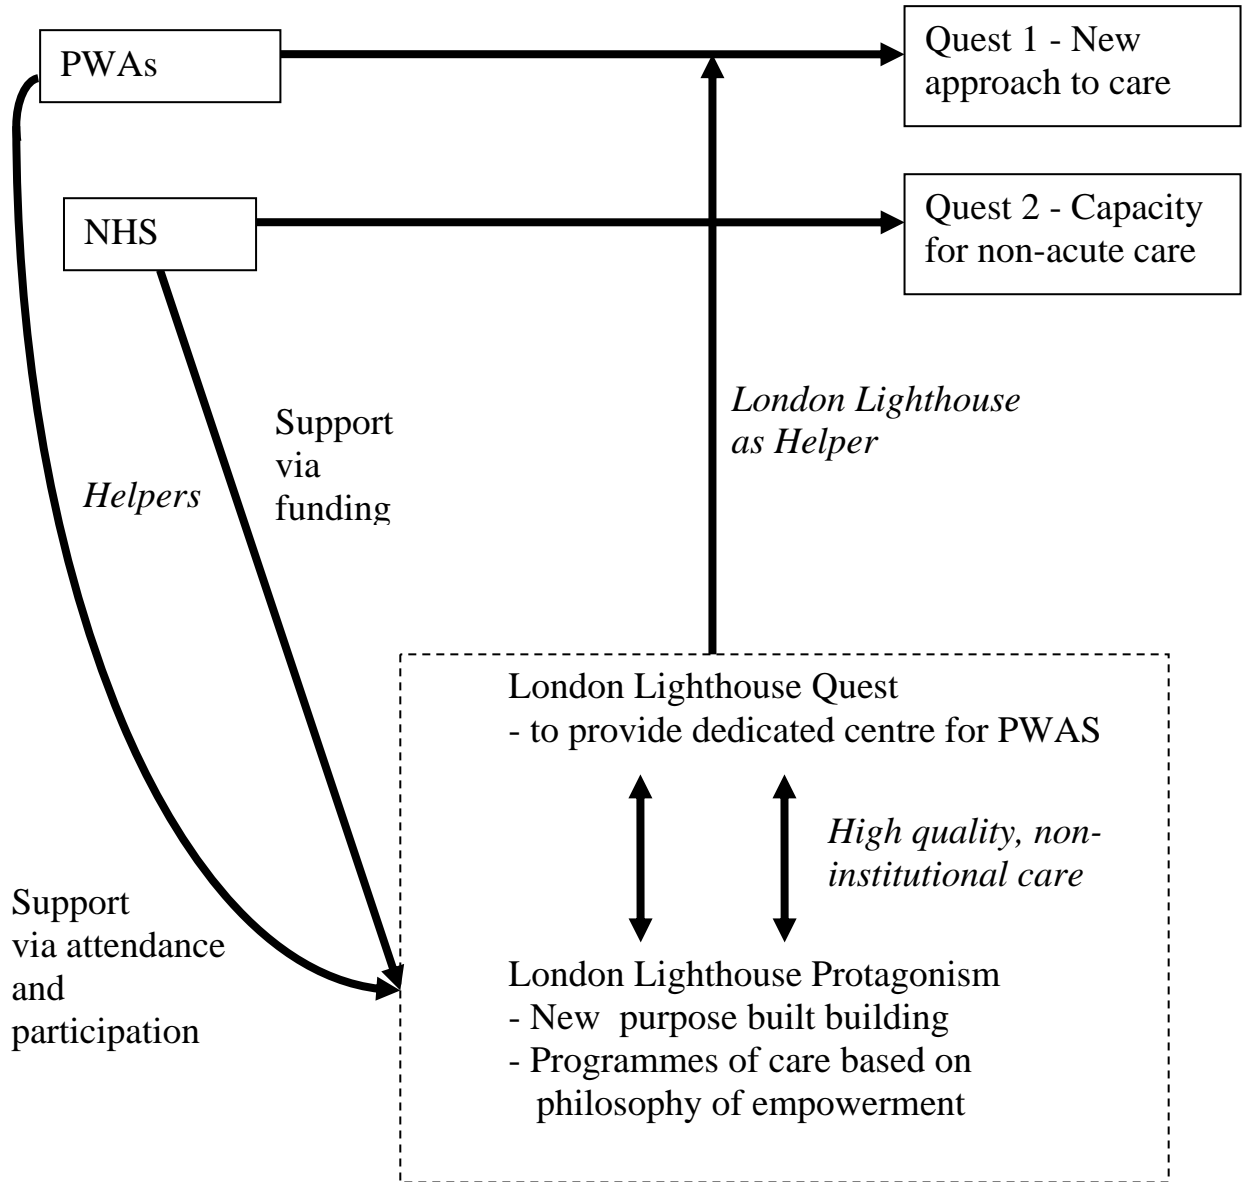 PWAs
Quest 1 - New
approach to care
NHS
Quest 2 - Capacity
for non-acute care
London Lighthouse
as Helper
Support
via
funding
Helpers
London Lighthouse Quest
- to provide dedicated centre for PWAS
High quality, non-
institutional care
Support
via attendance
and
participation
London Lighthouse Protagonism
- New purpose built building
- Programmes of care based on
philosophy of empowerment